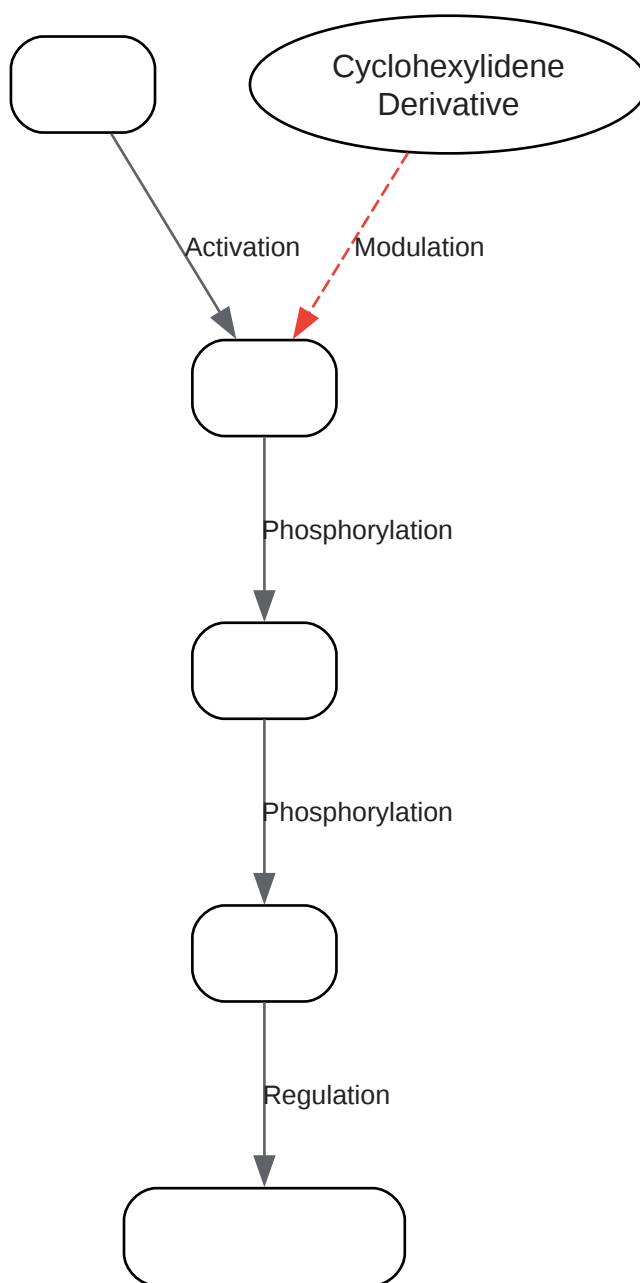 Cyclohexylidene
Derivative
Activation
Modulation
Phosphorylation
Phosphorylation
Regulation